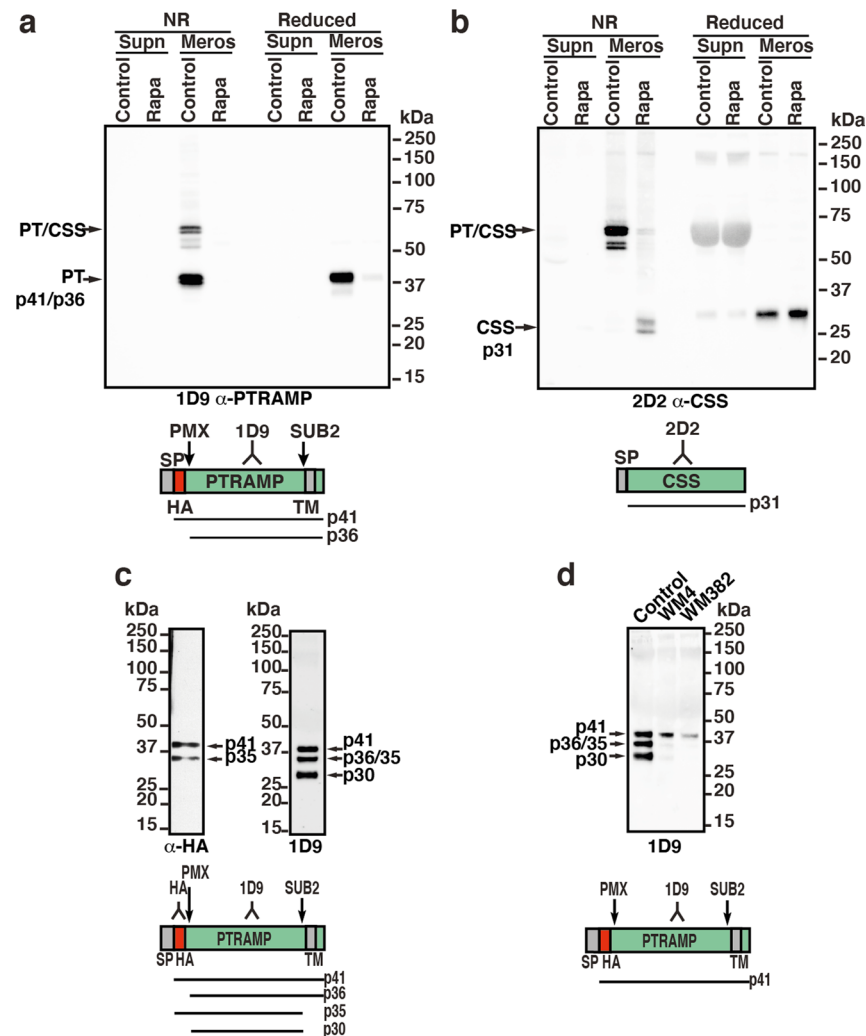 a
NR Reduced
Supn Meros Supn Meros
Control Rapa Control Rapa Control Rapa Control Rapa
kDa
250
150
100
75
50
37
25
20
15
PT/CSS
PT
p41/p36
1D9 α-PTRAMP
PMX 1D9 SUB2
SP
PTRAMP
HA TM
p41
p36
b
NR Reduced
Supn Meros Supn Meros
Control Rapa Control Rapa Control Rapa Control Rapa
kDa
250
150
100
75
50
37
25
20
PT/CSS
CSS
p31
2D2 α-CSS
2D2
SP
CSS
p31
c
kDa
250
150
100
75
50
37
25
20
15
p41
p35
α-HA
kDa
250
150
100
75
50
37
25
20
15
p41
p36/35
p30
1D9
PMX
HA 1D9 SUB2
PTRAMP
SP HA TM
p41
p36
p35
p30
d
Control WM4 WM382
kDa
250
150
100
75
50
37
25
20
15
p41
p36/35
p30
1D9
PMX 1D9 SUB2
PTRAMP
SP HA TM
p41